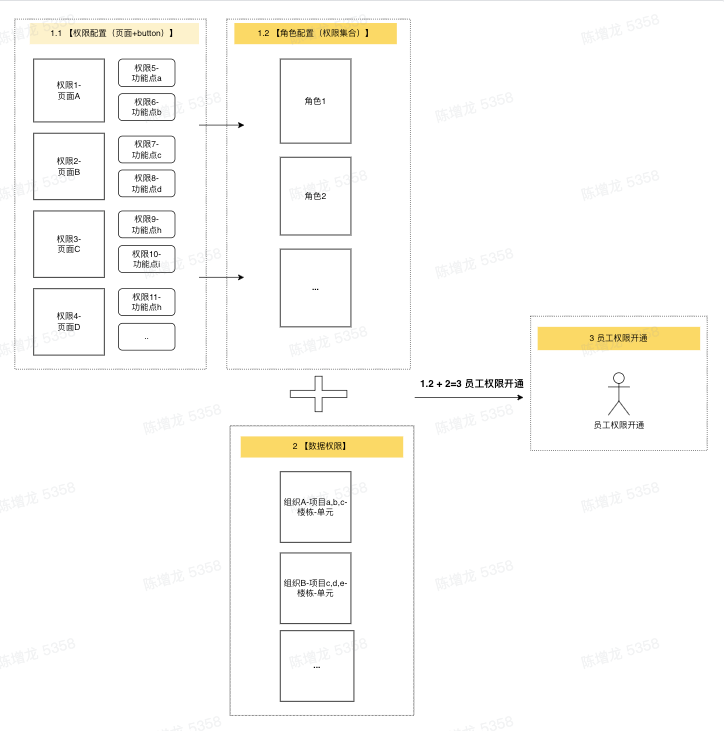 1.1 【权限配置（页面+button）】
权限1-
页面A
权限5-
功能点a
权限6-
功能点b
权限2-
页面B
权限7-
功能点c
权限8-
功能点d
权限3-
页面C
权限9-
功能点h
权限10-
功能点i
权限4-
页面D
权限11-
功能点h
..
1.2 【角色配置（权限集合）】
角色1
角色2
...
2 【数据权限】
组织A-项目a,b,c-
楼栋-单元
组织B-项目c,d,e-
楼栋-单元
...
1.2 + 2=3 员工权限开通
3 员工权限开通
员工权限开通
陈增龙 5358